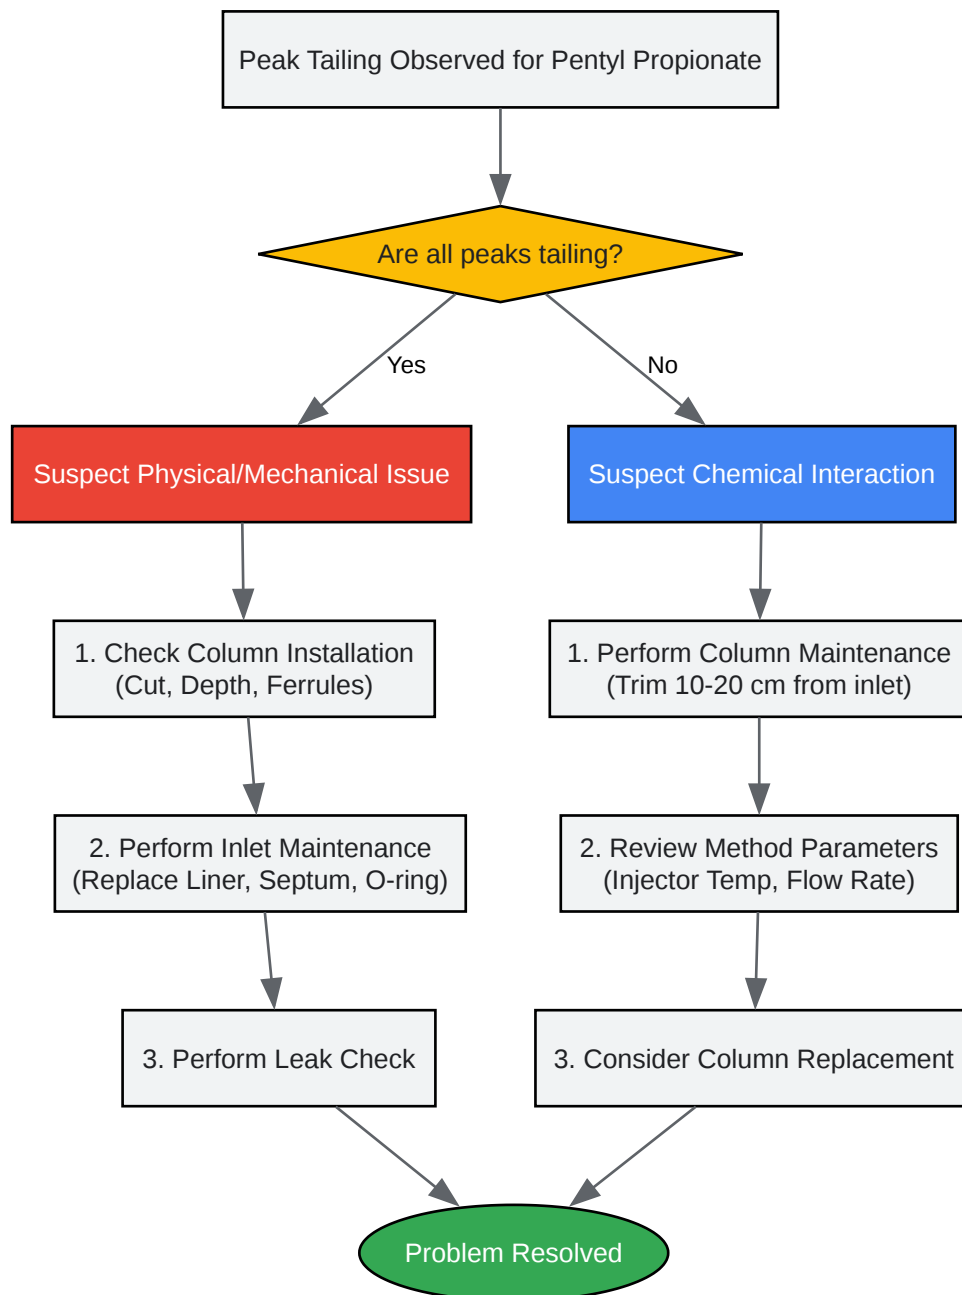 Peak Tailing Observed for Pentyl Propionate
Are all peaks tailing?
Yes
No
Suspect Physical/Mechanical Issue
Suspect Chemical Interaction
1. Check Column Installation
(Cut, Depth, Ferrules)
1. Perform Column Maintenance
(Trim 10-20 cm from inlet)
2. Perform Inlet Maintenance
(Replace Liner, Septum, O-ring)
2. Review Method Parameters
(Injector Temp, Flow Rate)
3. Perform Leak Check
3. Consider Column Replacement
Problem Resolved